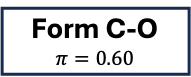 Form C-O
π = 0.60